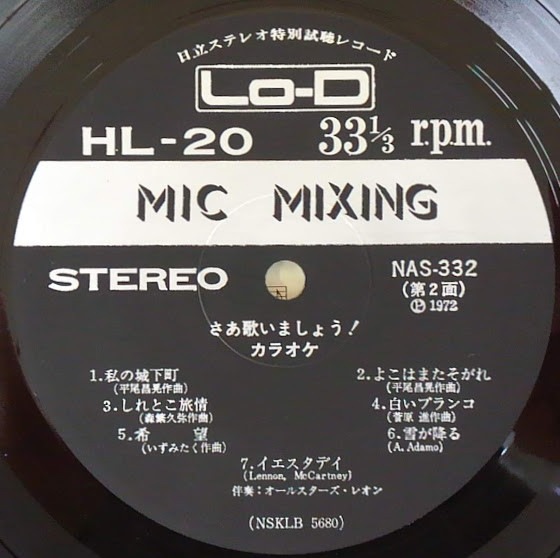 日立ステレオ特別試聴レコード
Lo-D
HL-20 33⅓ r.p.m.
MIC MIXING
STEREO
NAS-332
(第2面)
Ⓟ 1972
さあ歌いましょう!
カラオケ
1.私の城下町
(平尾昌晃作曲)
2.よこはまたそがれ
(平尾昌晃作曲)
3.しれとこ旅情
(森繁久弥作曲)
4.白いブランコ
(菅原 進作曲)
5.希 望
(いずみたく作曲)
6.雪が降る
(A. Adamo)
7.イエスタデイ
(Lennon, McCartney)
伴奏:オールスターズ・レオン
(NSKLB 5680)